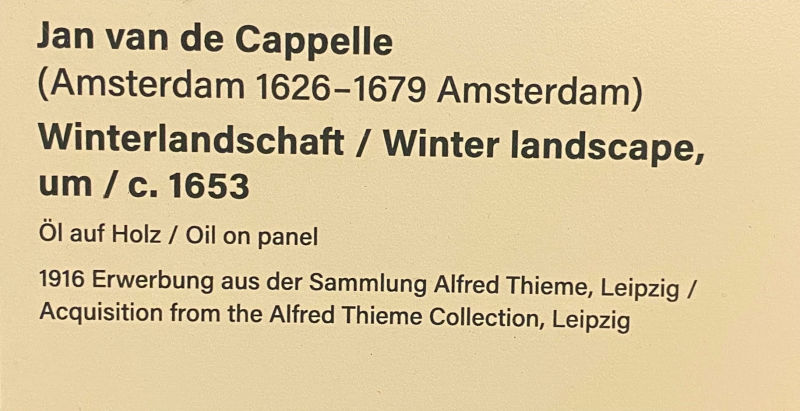 Jan van de Cappelle
(Amsterdam 1626–1679 Amsterdam)
Winterlandschaft / Winter landscape,
um / c. 1653
Öl auf Holz / Oil on panel
1916 Erwerbung aus der Sammlung Alfred Thieme, Leipzig /
Acquisition from the Alfred Thieme Collection, Leipzig